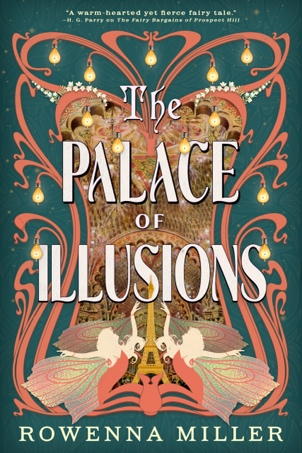 "A warm-hearted yet fierce fairy tale."
—H. G. Parry on The Fairy Bargains of Prospect Hill
The
PALACE
OF
ILLUSIONS
ROWENNA MILLER